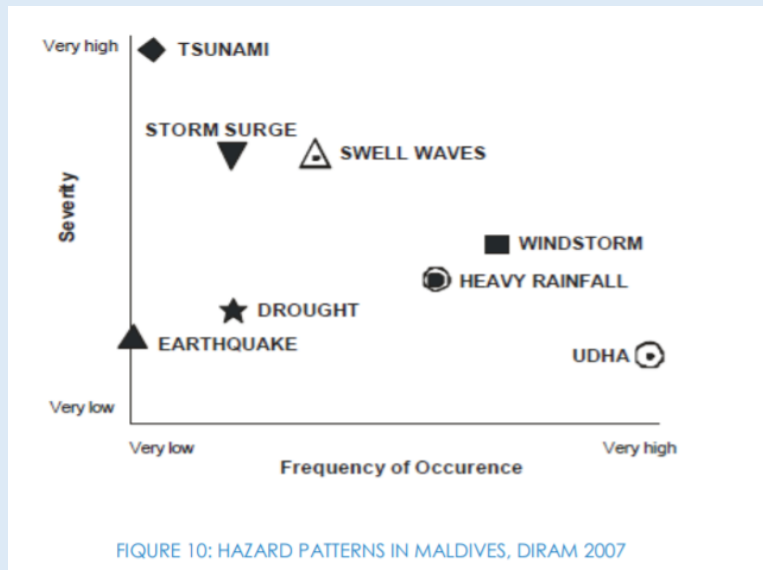 Very high
TSUNAMI
STORM SURGE
SWELL WAVES
Severity
WINDSTORM
HEAVY RAINFALL
DROUGHT
EARTHQUAKE
UDHA
Very low
Very low
Very high
Frequency of Occurence
FIQURE 10: HAZARD PATTERNS IN MALDIVES, DIRAM 2007